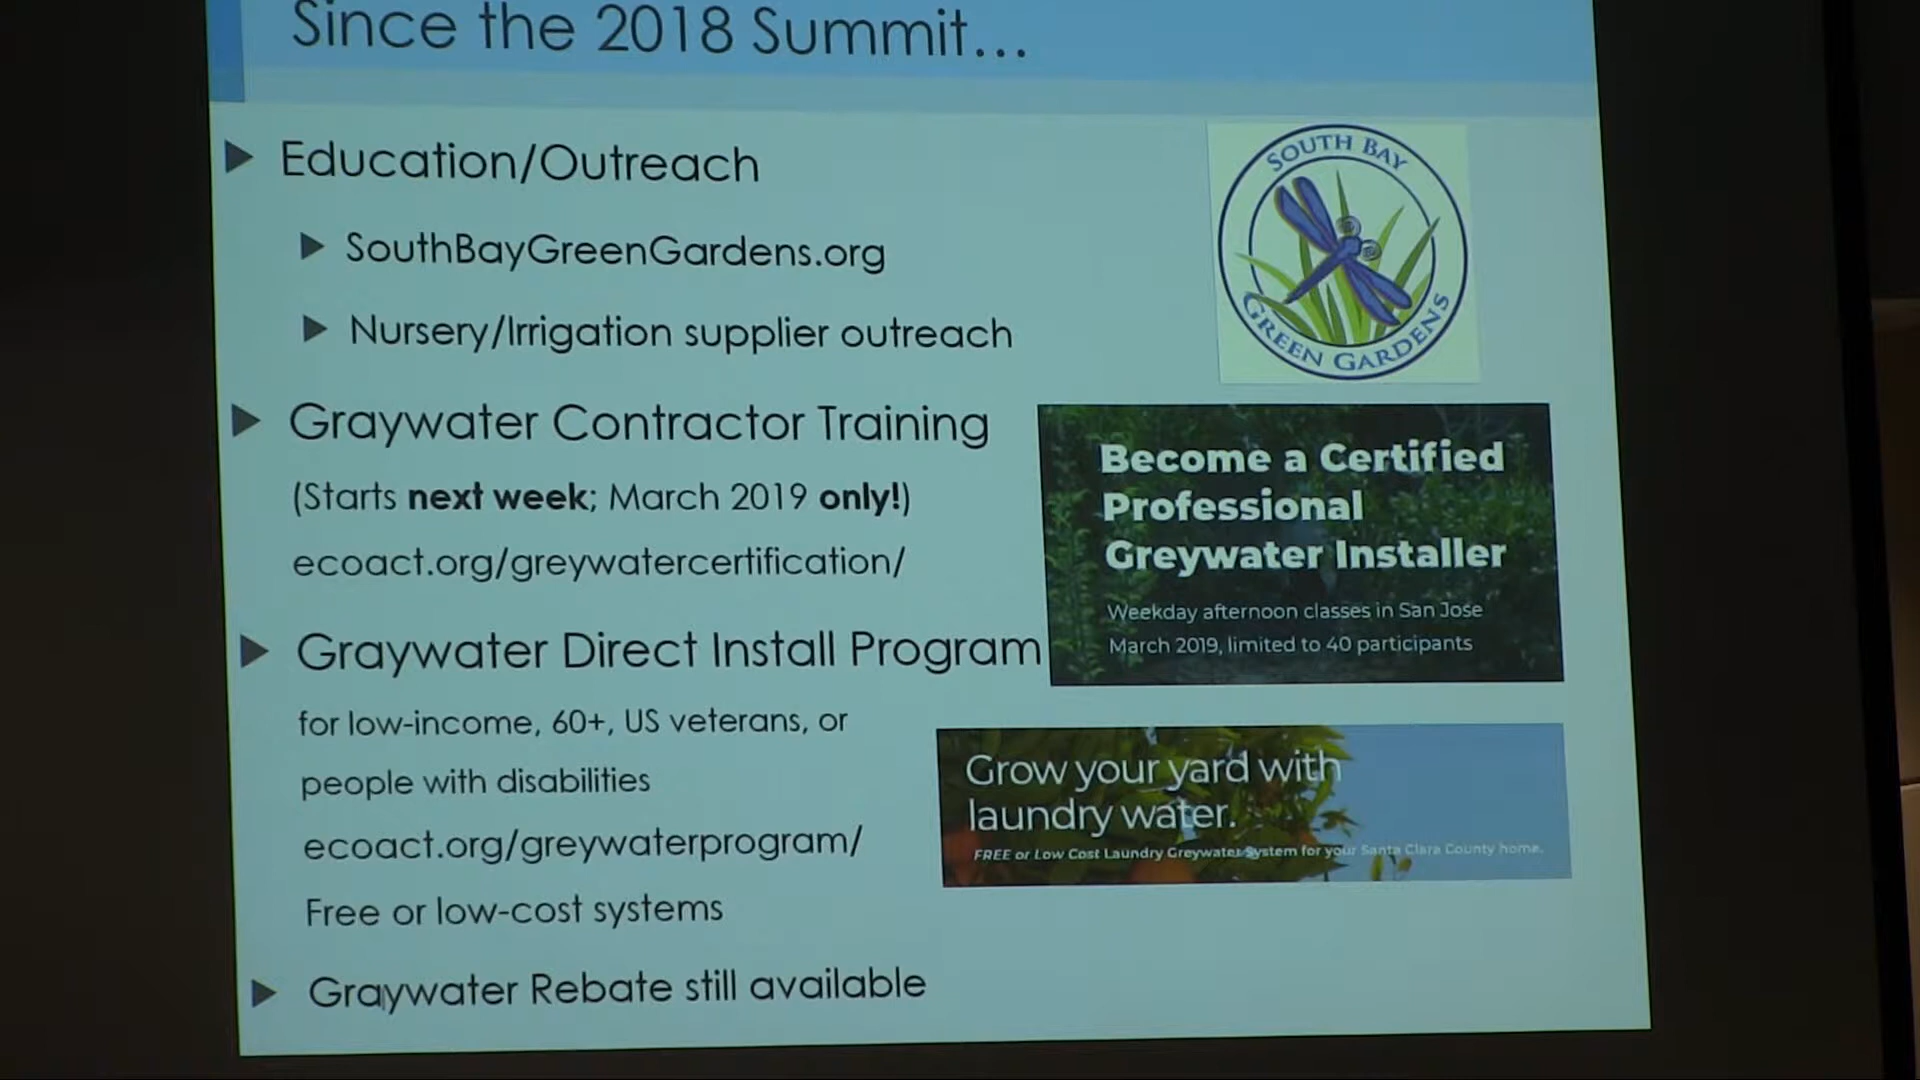 Since the 2018 Summit...
Education/Outreach
SouthBayGreenGardens.org
Nursery/Irrigation supplier outreach
SOUTH BAY
GREEN GARDENS
Graywater Contractor Training
(Starts next week; March 2019 only!)
ecoact.org/greywatercertification/
Become a Certified
Professional
Greywater Installer
Weekday afternoon classes in San Jose
March 2019, limited to 40 participants
Graywater Direct Install Program
for low-income, 60+, US veterans, or
people with disabilities
ecoact.org/greywaterprogram/
Free or low-cost systems
Grow your yard with
laundry water.
FREE or Low Cost Laundry Greywater System for your Santa Clara County home.
Graywater Rebate still available